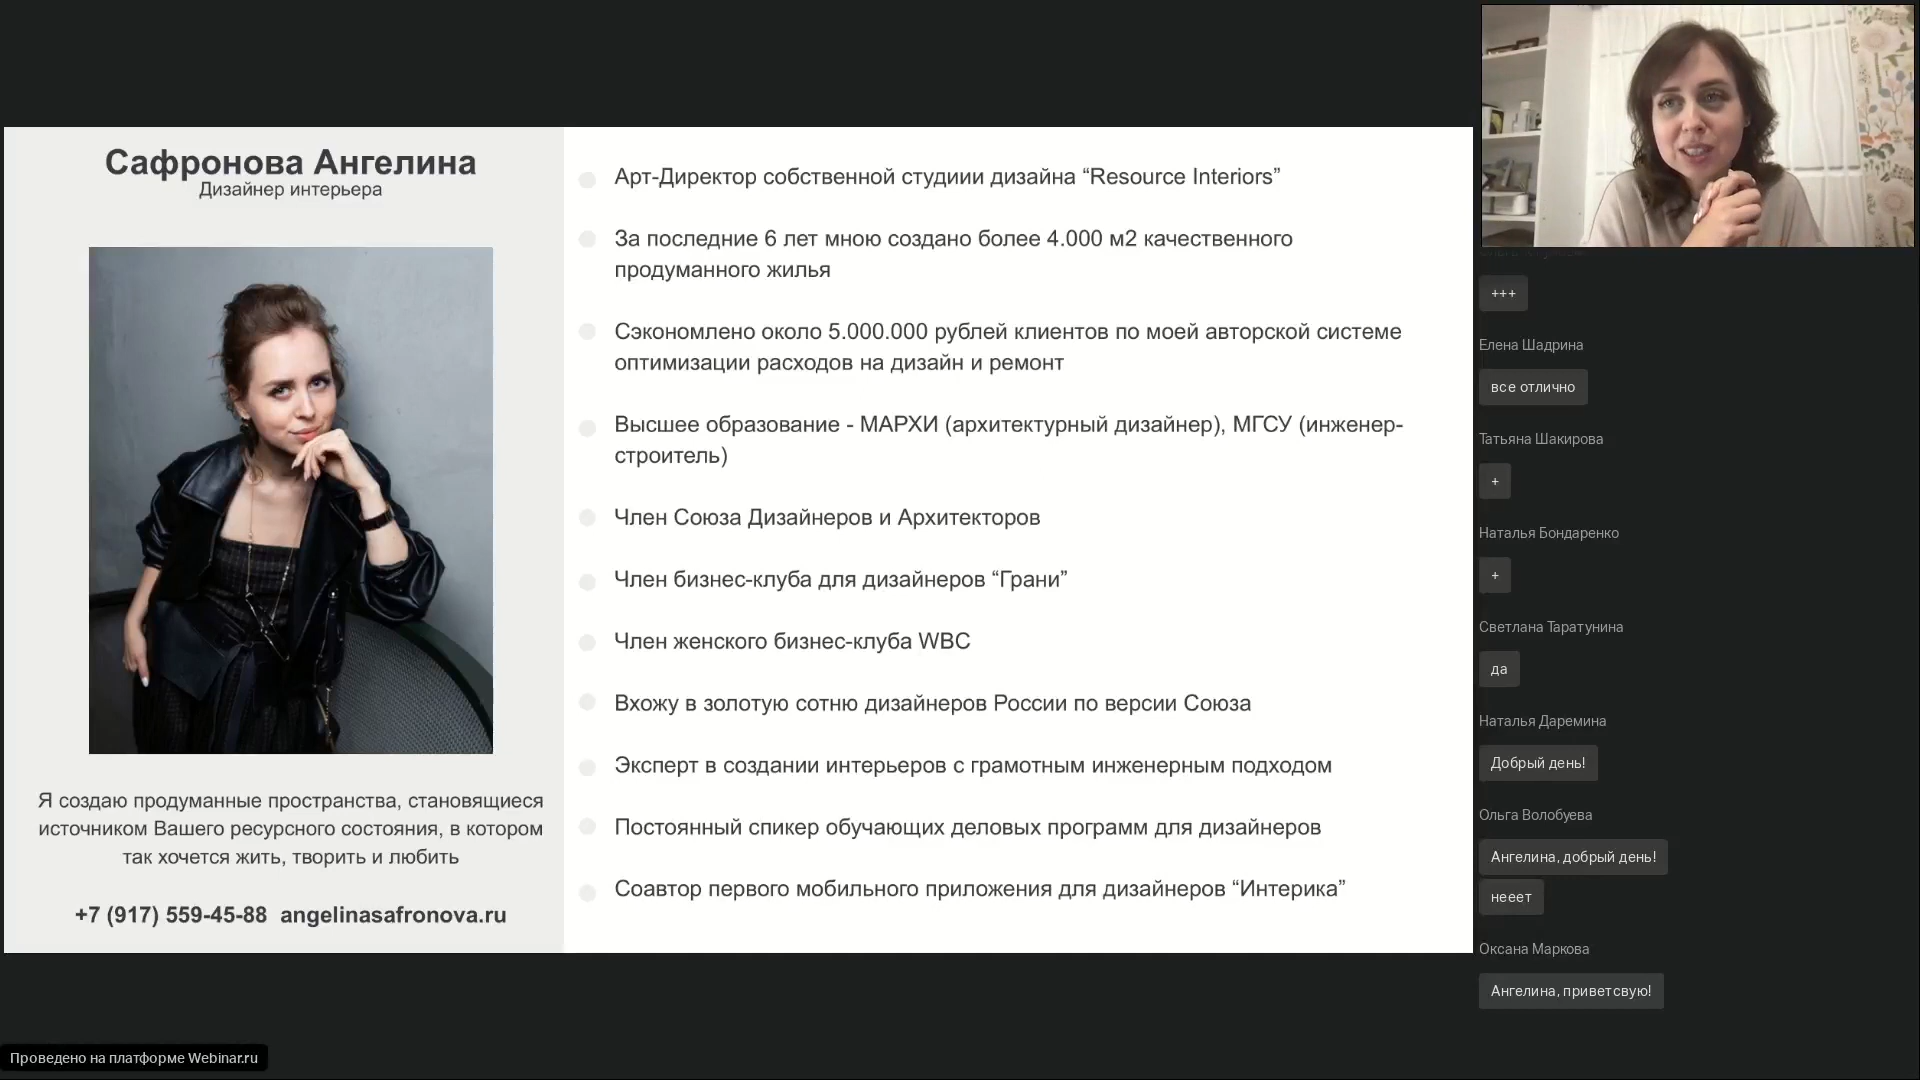 Сафронова Ангелина
Дизайнер интерьера
Я создаю продуманные пространства, становящиеся
источником Вашего ресурсного состояния, в котором
так хочется жить, творить и любить
+7 (917) 559-45-88 angelinasafronova.ru
Арт-Директор собственной студиии дизайна “Resource Interiors”
За последние 6 лет мною создано более 4.000 м2 качественного
продуманного жилья
Сэкономлено около 5.000.000 рублей клиентов по моей авторской системе
оптимизации расходов на дизайн и ремонт
Высшее образование - МАРХИ (архитектурный дизайнер), МГСУ (инженер-
строитель)
Член Союза Дизайнеров и Архитекторов
Член бизнес-клуба для дизайнеров “Грани”
Член женского бизнес-клуба WBC
Вхожу в золотую сотню дизайнеров России по версии Союза
Эксперт в создании интерьеров с грамотным инженерным подходом
Постоянный спикер обучающих деловых программ для дизайнеров
Соавтор первого мобильного приложения для дизайнеров “Интерика”
+++
Елена Шадрина
все отлично
Татьяна Шакирова
+
Наталья Бондаренко
+
Светлана Таратунина
да
Наталья Даремина
Добрый день!
Ольга Волобуева
Ангелина, добрый день!
нееет
Оксана Маркова
Ангелина, приветсвую!
Проведено на платформе Webinar.ru